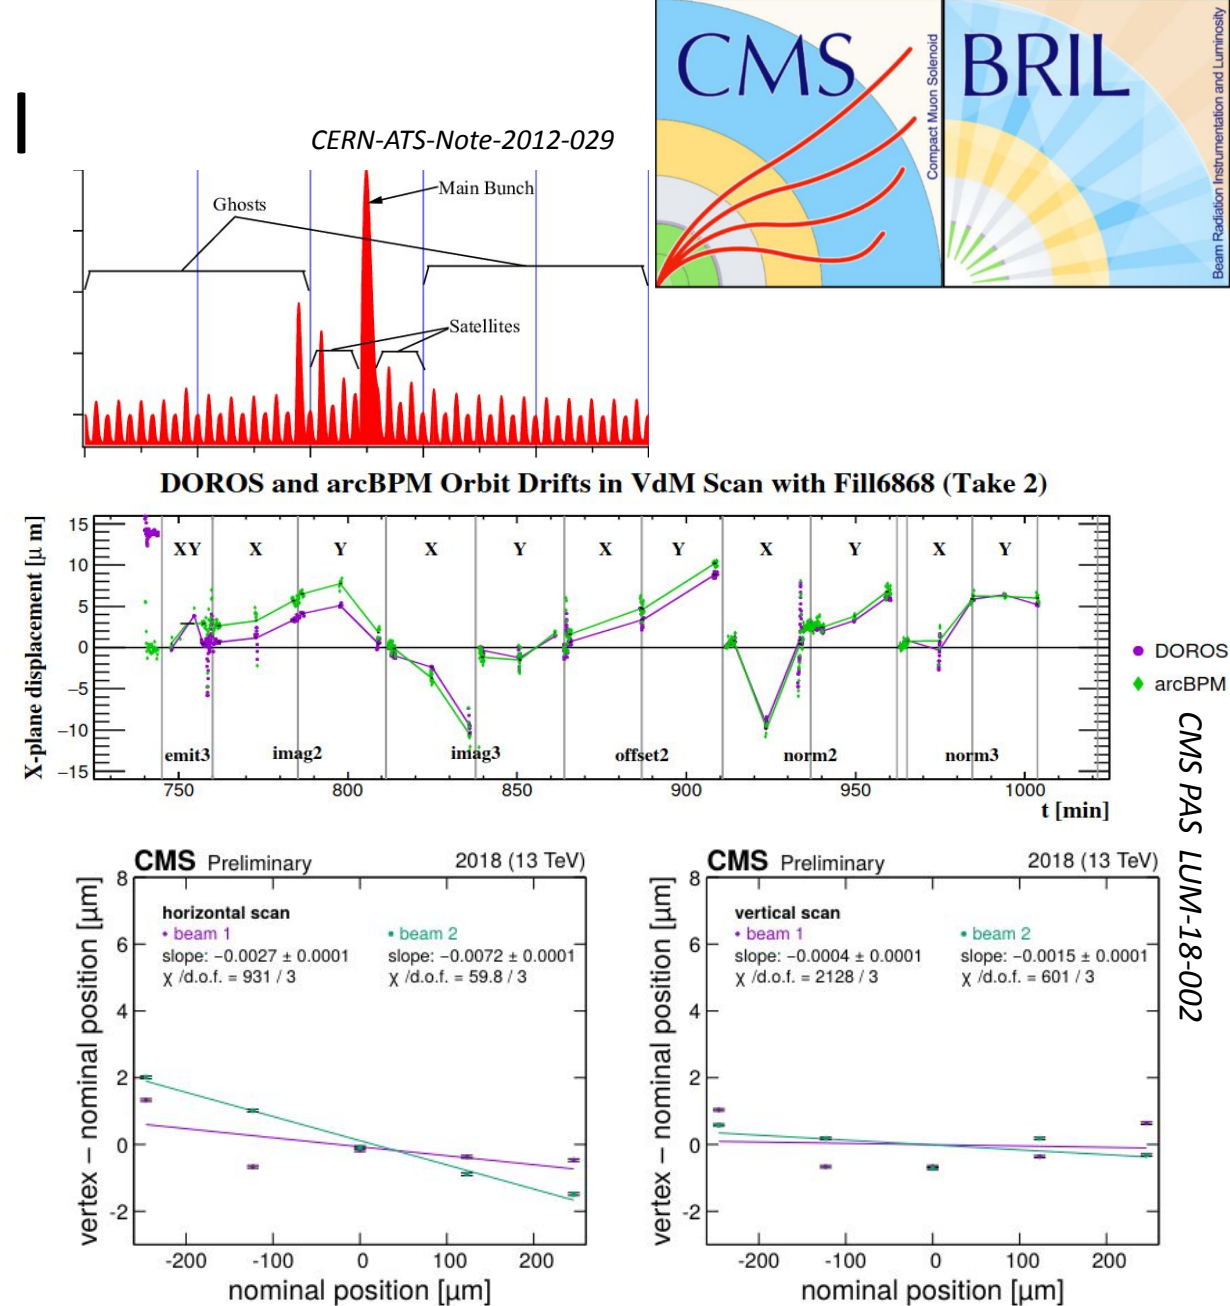 CMS
Compact Muon Solenoid
BRIL
Beam Radiation Instrumentation and Luminosity
CERN-ATS-Note-2012-029
Main Bunch
Ghosts
Satellites
DOROS and arcBPM Orbit Drifts in VdM Scan with Fill6868 (Take 2)
X-plane displacement [μ m]
15
10
5
0
−5
−10
−15
XY X Y X Y X Y X Y X Y
emit3 imag2 imag3 offset2 norm2 norm3
750 800 850 900 950 1000
t [min]
DOROS
arcBPM
CMS PAS LUM-18-002
CMS Preliminary 2018 (13 TeV)
vertex − nominal position [μm]
8
6
4
2
0
-2
horizontal scan
beam 1 beam 2
slope: −0.0027 ± 0.0001 slope: −0.0072 ± 0.0001
χ /d.o.f. = 931 / 3 χ /d.o.f. = 59.8 / 3
-200 -100 0 100 200
nominal position [μm]
CMS Preliminary 2018 (13 TeV)
vertex − nominal position [μm]
8
6
4
2
0
-2
vertical scan
beam 1 beam 2
slope: −0.0004 ± 0.0001 slope: −0.0015 ± 0.0001
χ /d.o.f. = 2128 / 3 χ /d.o.f. = 601 / 3
-200 -100 0 100 200
nominal position [μm]